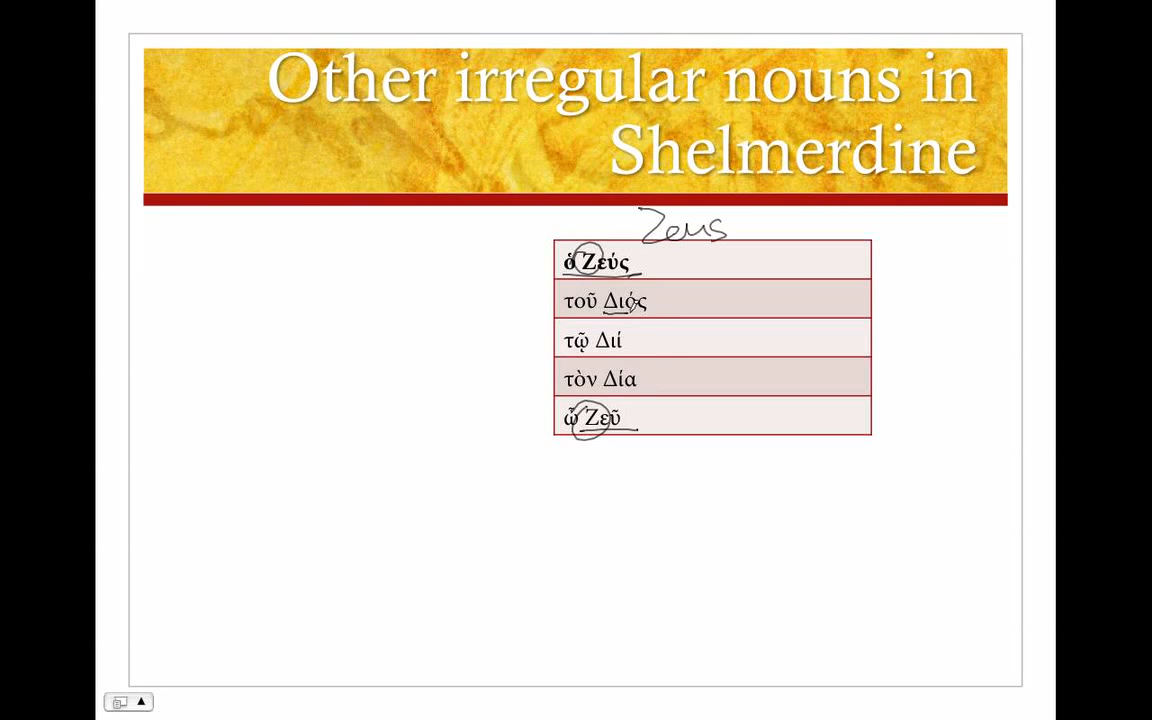 Other irregular nouns in
Shelmerdine
Zeus
ὁ Ζεύς
τοῦ Διός
τῷ Διί
τὸν Δία
ὦ Ζεῦ